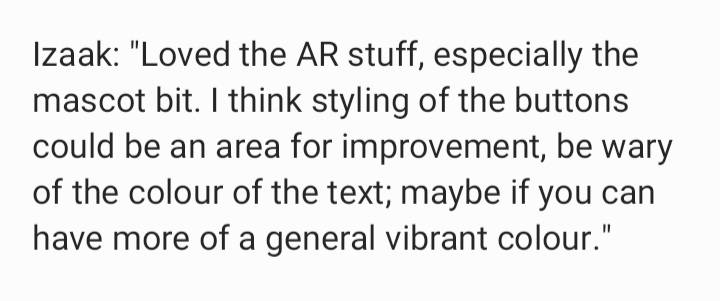 Izaak: "Loved the AR stuff, especially the
mascot bit. I think styling of the buttons
could be an area for improvement, be wary
of the colour of the text; maybe if you can
have more of a general vibrant colour."